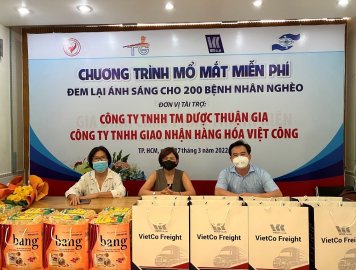 CHƯƠNG TRÌNH MỔ MẮT MIỄN PHÍ
ĐEM LẠI ÁNH SÁNG CHO 200 BỆNH NHÂN NGHÈO
ĐƠN VỊ TÀI TRỢ:
CÔNG TY TNHH TM DƯỢC THUẬN GIA
CÔNG TY TNHH GIAO NHẬN HÀNG HÓA VIỆT CÔNG
TP. HCM, 17 tháng 3 năm 2022
bang bang
VietCo Freight VietCo Freight VietCo Freight